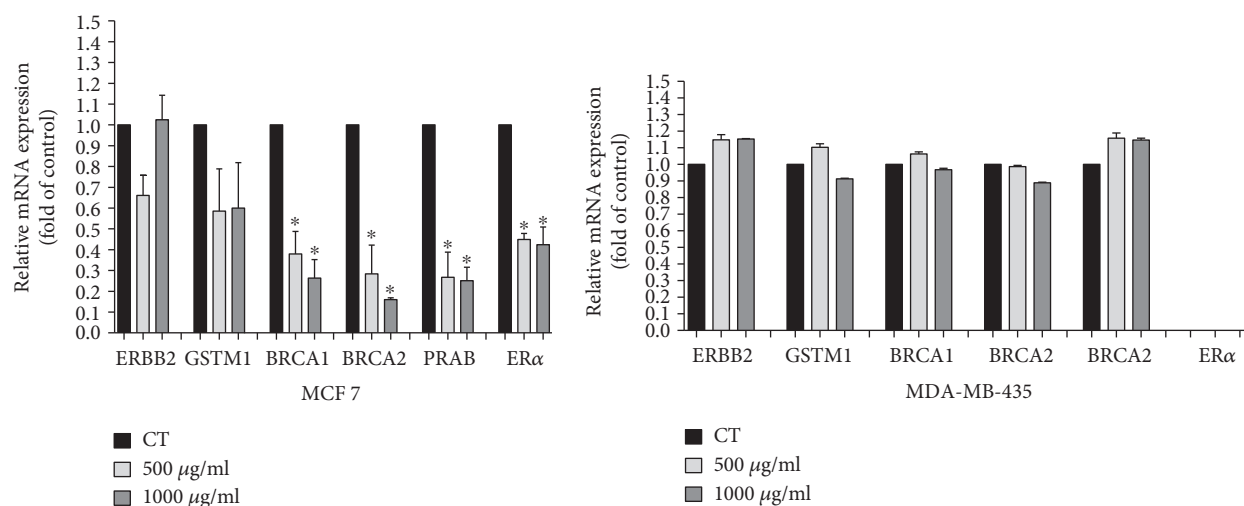 Relative mRNA expression
(fold of control)
1.5
1.4
1.3
1.2
1.1
1.0
0.9
0.8
0.7
0.6
0.5
0.4
0.3
0.2
0.1
0.0
* * * * * * * *
ERBB2 GSTM1 BRCA1 BRCA2 PRAB ERα
MCF 7
CT
500 μg/ml
1000 μg/ml
Relative mRNA expression
(fold of control)
1.5
1.4
1.3
1.2
1.1
1.0
0.9
0.8
0.7
0.6
0.5
0.4
0.3
0.2
0.1
0.0
ERBB2 GSTM1 BRCA1 BRCA2 BRCA2 ERα
MDA-MB-435
CT
500 μg/ml
1000 μg/ml